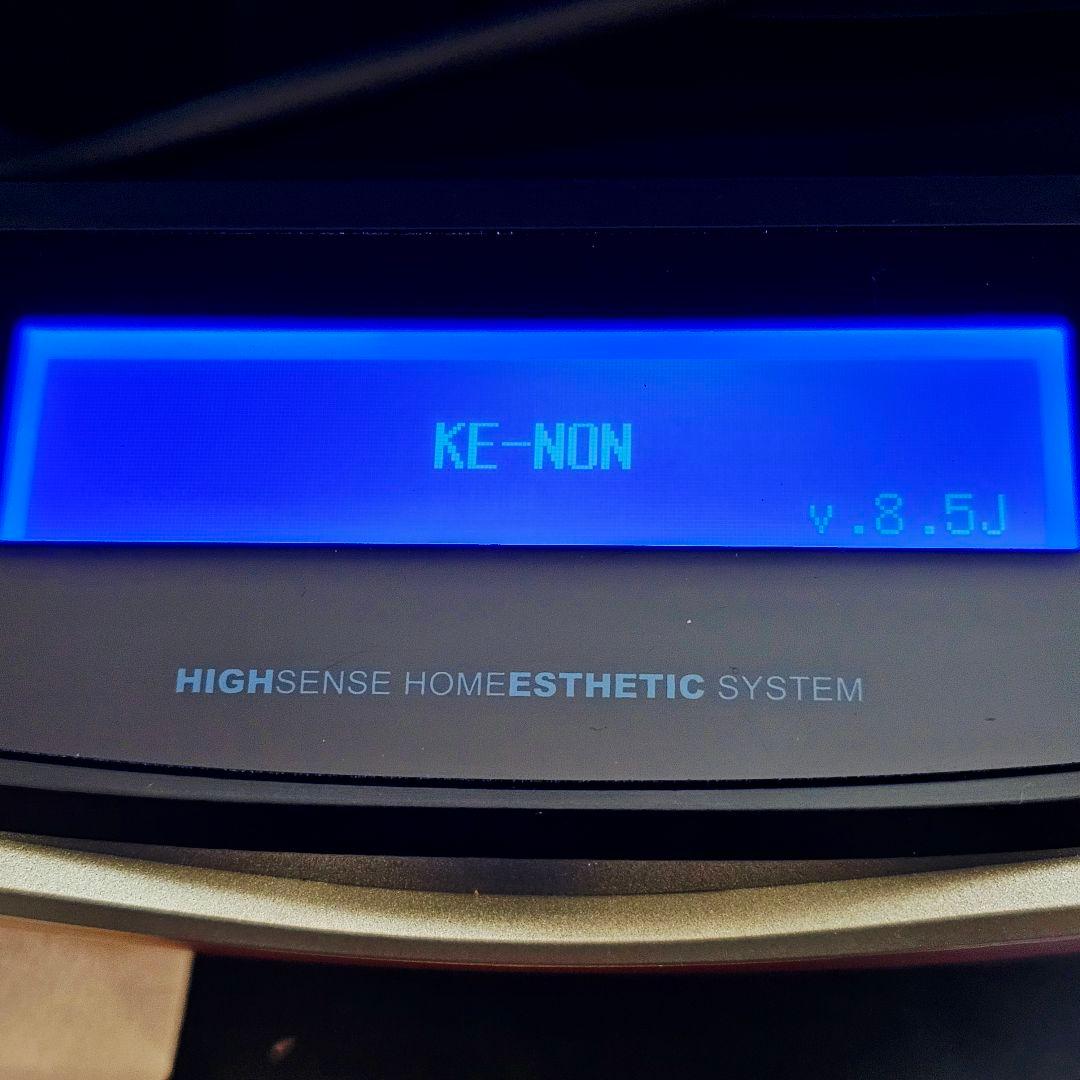 KE-NON
v.8.5J
HIGHSENSE HOMEESTHETIC SYSTEM